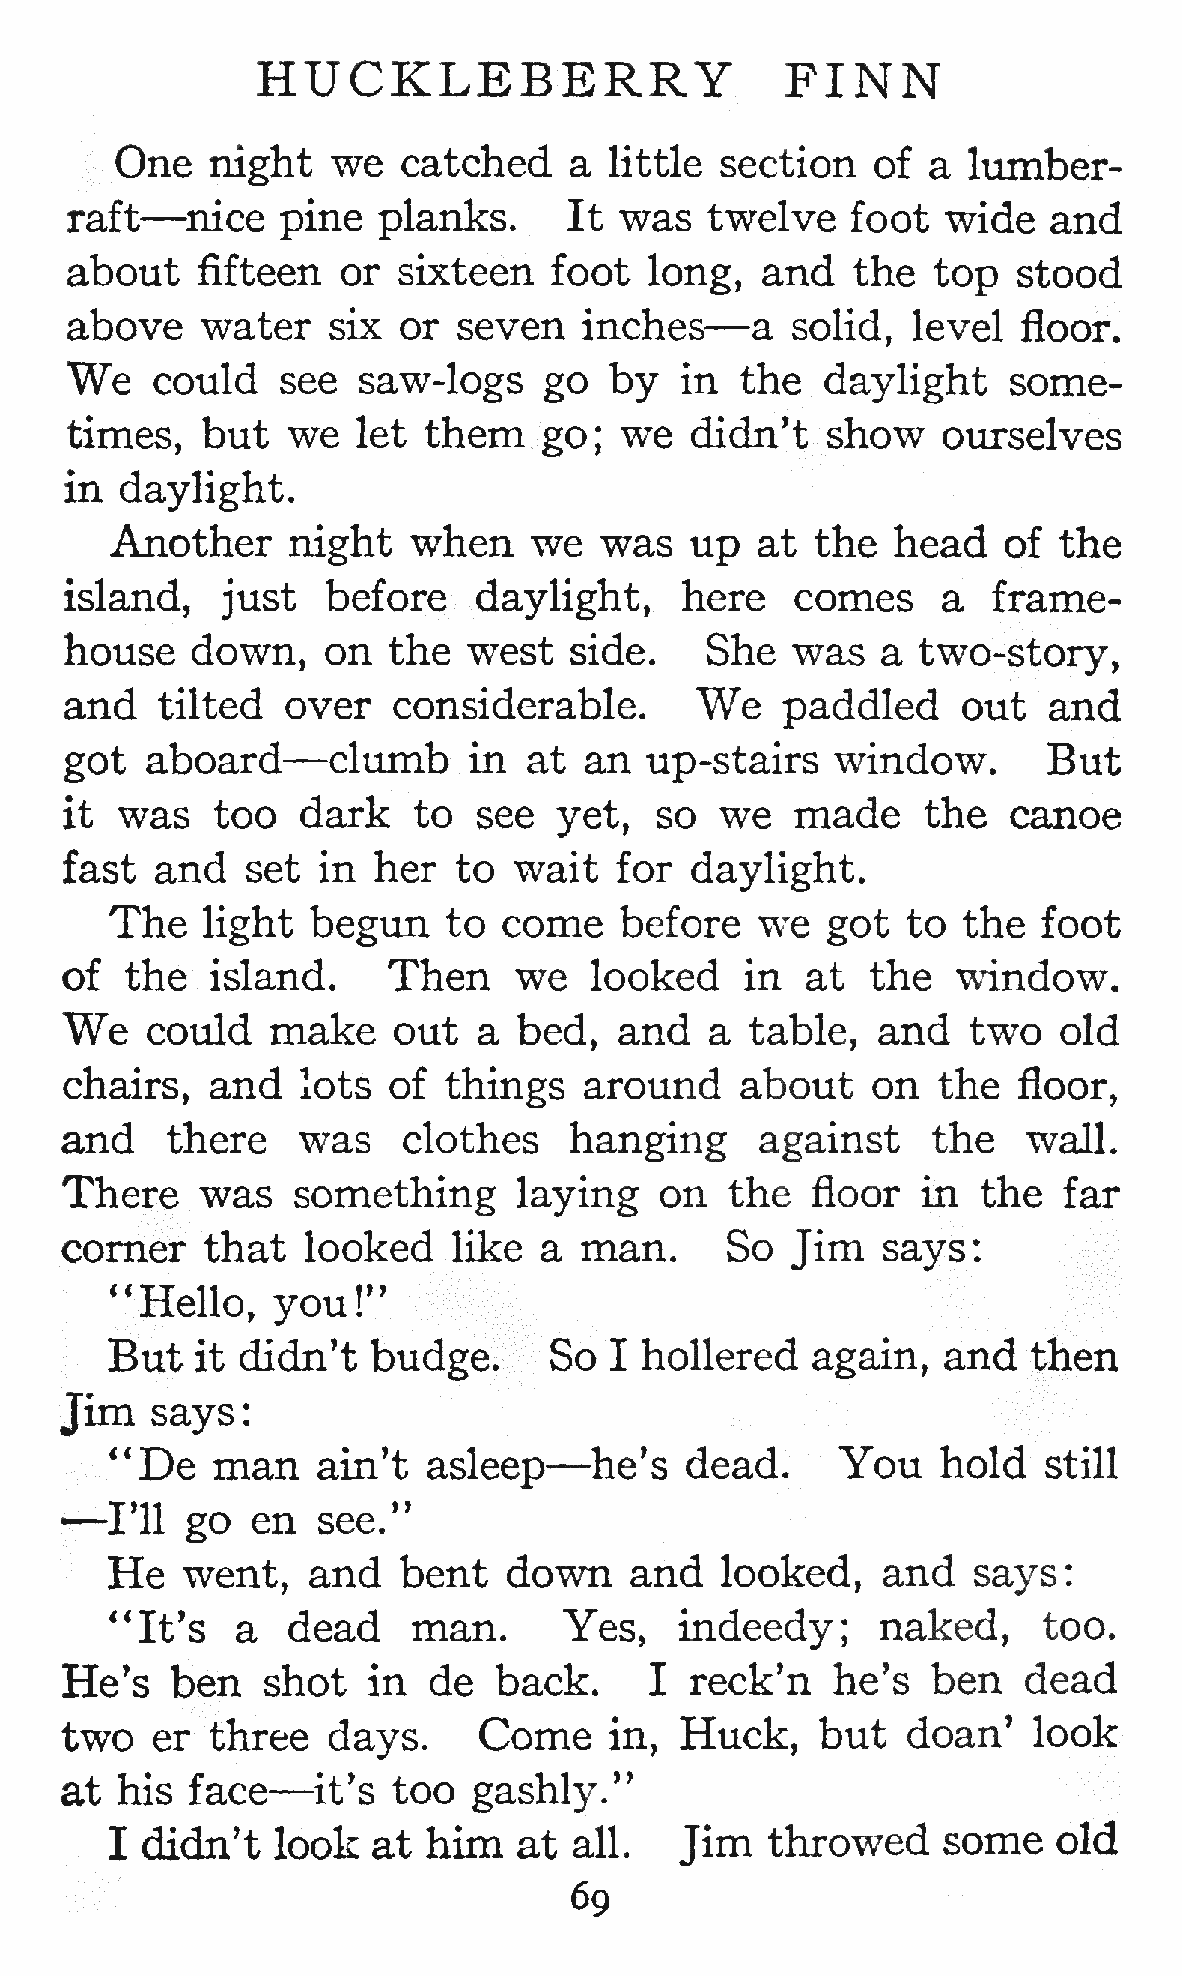 HUCKLEBERRY FINN
One night we catched a little section of a lumber-
raft—nice pine planks. It was twelve foot wide and
about fifteen or sixteen foot long, and the top stood
above water six or seven inches—a solid, level floor.
We could see saw-logs go by in the daylight some-
times, but we let them go; we didn't show ourselves
in daylight.
Another night when we was up at the head of the
island, just before daylight, here comes a frame-
house down, on the west side. She was a two-story,
and tilted over considerable. We paddled out and
got aboard—clumb in at an up-stairs window. But
it was too dark to see yet, so we made the canoe
fast and set in her to wait for daylight.
The light begun to come before we got to the foot
of the island. Then we looked in at the window.
We could make out a bed, and a table, and two old
chairs, and lots of things around about on the floor,
and there was clothes hanging against the wall.
There was something laying on the floor in the far
corner that looked like a man. So Jim says:
"Hello, you!"
But it didn't budge. So I hollered again, and then
Jim says:
"De man ain't asleep—he's dead. You hold still
—I'll go en see."
He went, and bent down and looked, and says:
"It's a dead man. Yes, indeedy; naked, too.
He's ben shot in de back. I reck'n he's ben dead
two er three days. Come in, Huck, but doan' look
at his face—it's too gashly."
I didn't look at him at all. Jim throwed some old
69